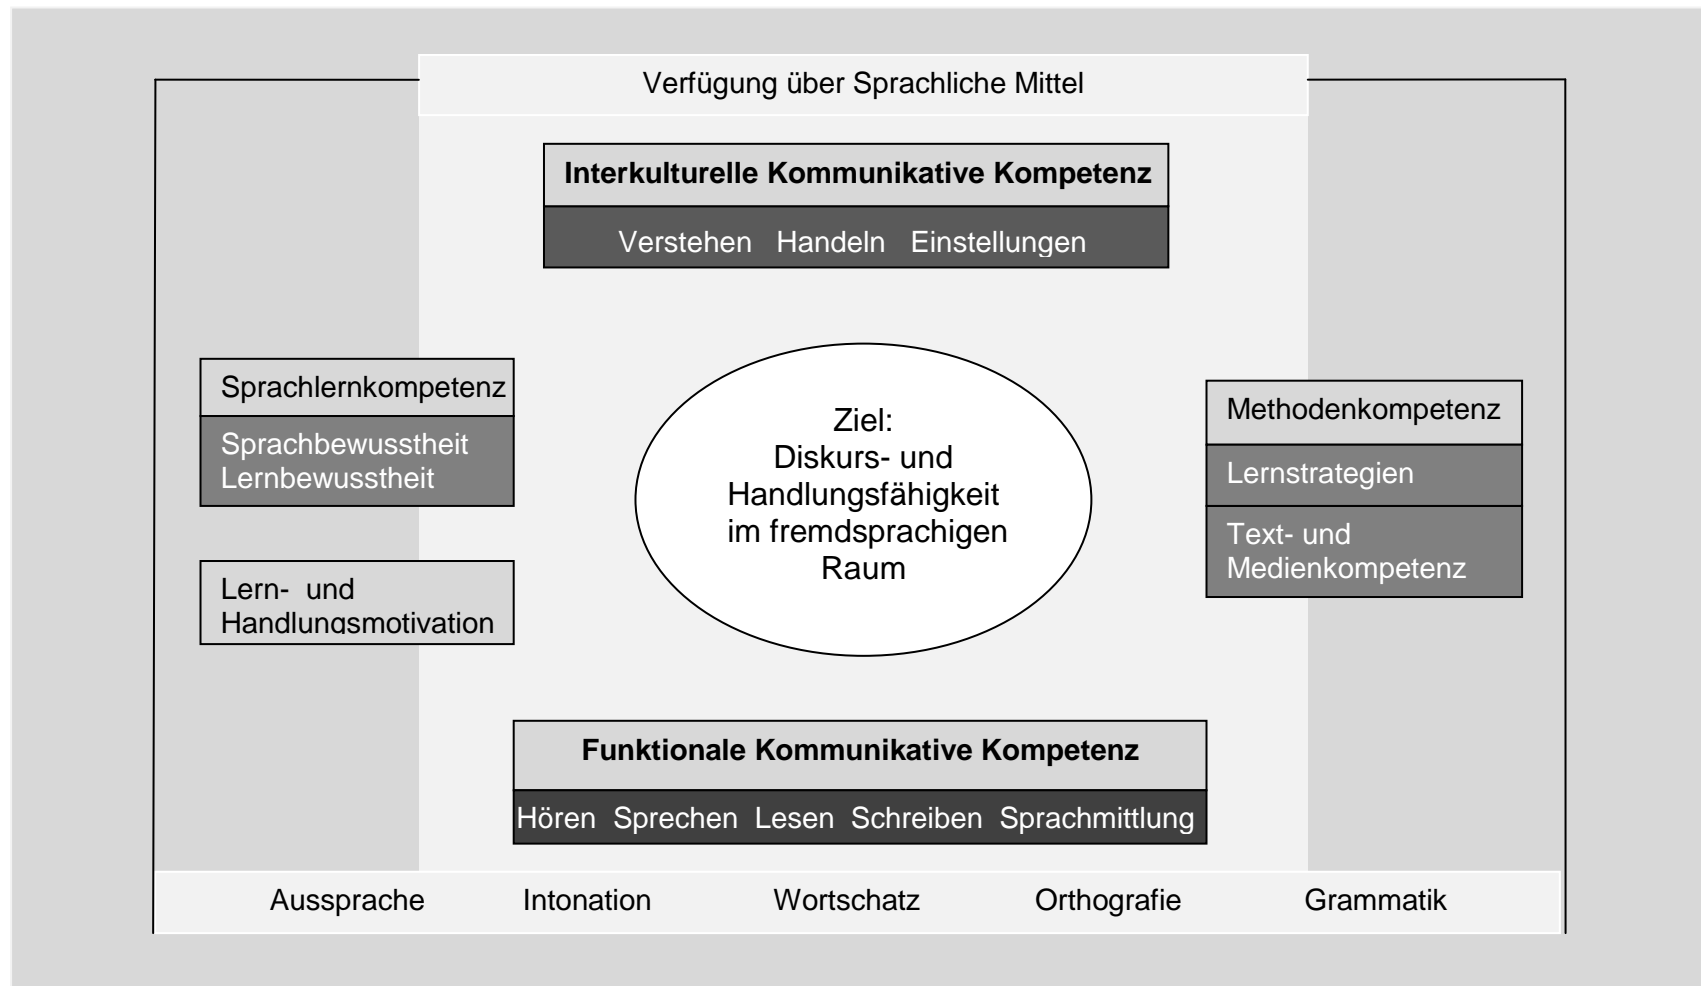 Verfügung über Sprachliche Mittel
Interkulturelle Kommunikative Kompetenz
Verstehen Handeln Einstellungen
Sprachlernkompetenz
Sprachbewusstheit
Lernbewusstheit
Lern- und
Handlungsmotivation
Ziel:
Diskurs- und
Handlungsfähigkeit
im fremdsprachigen
Raum
Methodenkompetenz
Lernstrategien
Text- und
Medienkompetenz
Funktionale Kommunikative Kompetenz
Hören Sprechen Lesen Schreiben Sprachmittlung
Aussprache Intonation Wortschatz Orthografie Grammatik